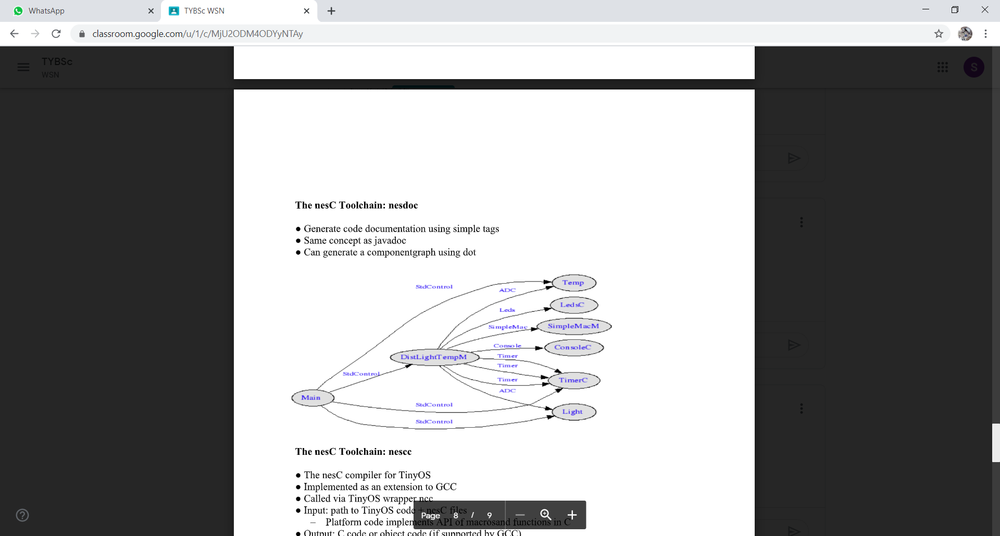 WhatsApp
TYBSc WSN
classroom.google.com/u/1/c/MjU2ODM4ODYyNTAy
TYBSc
WSN
S
The nesC Toolchain: nesdoc
● Generate code documentation using simple tags
● Same concept as javadoc
● Can generate a componentgraph using dot
StdControl
ADC
Temp
Leds
LedsC
SimpleMac
SimpleMacM
Console
ConsoleC
DistLightTempM
Timer
Timer
StdControl
Timer
TimerC
ADC
Main
StdControl
Light
StdControl
The nesC Toolchain: nescc
● The nesC compiler for TinyOS
● Implemented as an extension to GCC
● Called via TinyOS wrapper ncc
● Input: path to TinyOS code + nesC files
– Platform code implements API of macrosand functions in C
Page 8 / 9
● Output: C code or object code (if supported by GCC)